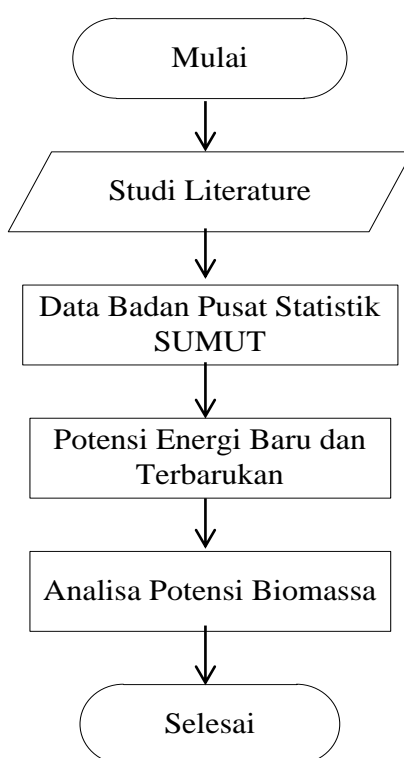 Mulai
Studi Literature
Data Badan Pusat Statistik
SUMUT
Potensi Energi Baru dan
Terbarukan
Analisa Potensi Biomassa
Selesai